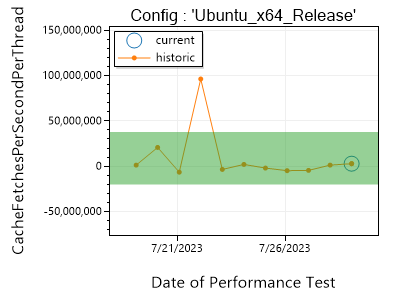 Config : 'Ubuntu_x64_Release'
current
historic
150,000,000
100,000,000
50,000,000
0
-50,000,000
CacheFetchesPerSecondPerThread
7/21/2023
7/26/2023
Date of Performance Test